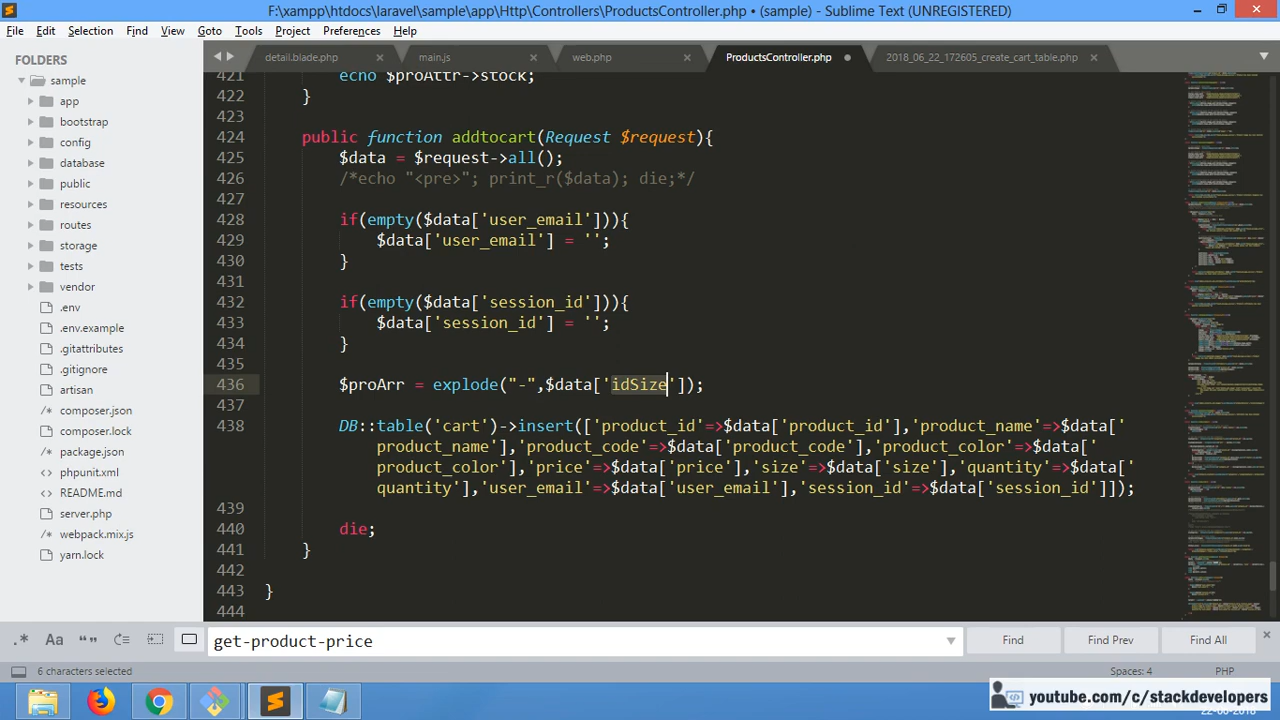 F:\xampp\htdocs\laravel\sample\app\Http\Controllers\ProductsController.php • (sample) - Sublime Text (UNREGISTERED)
File Edit Selection Find View Goto Tools Project Preferences Help
FOLDERS
sample
app
bootstrap
config
database
public
resources
routes
storage
tests
vendor
.env
.env.example
.gitattributes
.gitignore
artisan
composer.json
composer.lock
package.json
phpunit.xml
README.md
server.php
webpack.mix.js
yarn.lock
detail.blade.php main.js web.php ProductsController.php 2018_06_22_172605_create_cart_table.php
421 echo $proAttr->stock;
422 }
423
424 public function addtocart(Request $request){
425 $data = $request->all();
426 /*echo "<pre>"; print_r($data); die;*/
427
428 if(empty($data['user_email'])){
429 $data['user_email'] = '';
430 }
431
432 if(empty($data['session_id'])){
433 $data['session_id'] = '';
434 }
435
436 $proArr = explode("-",$data['idSize']);
437
438 DB::table('cart')->insert(['product_id'=>$data['product_id'],'product_name'=>$data['
product_name'],'product_code'=>$data['product_code'],'product_color'=>$data['
product_color'],'price'=>$data['price'],'size'=>$data['size'],'quantity'=>$data['
quantity'],'user_email'=>$data['user_email'],'session_id'=>$data['session_id']]);
439
440 die;
441 }
442
443 }
444
get-product-price
Find Find Prev Find All
6 characters selected Spaces: 4 PHP
youtube.com/c/stackdevelopers